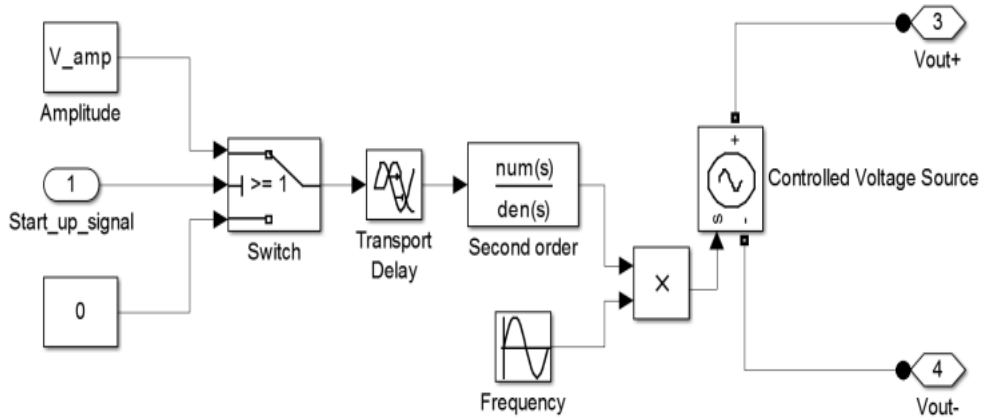 V_amp
Amplitude
1
Start_up_signal
0
>= 1
Switch
Transport
Delay
num(s)
den(s)
Second order
Frequency
×
+
s
-
Controlled Voltage Source
3
Vout+
4
Vout-